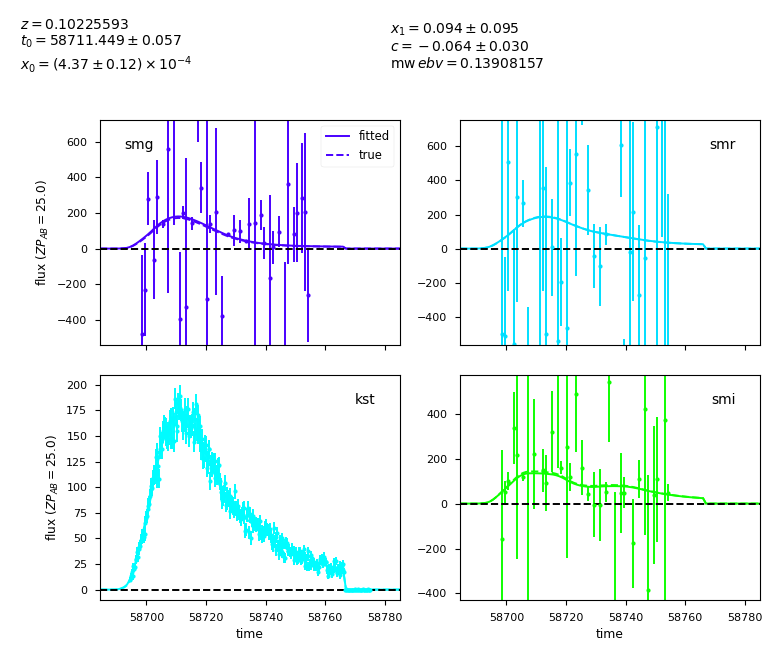 z = 0.10225593
t0 = 58711.449 ± 0.057
x0 = (4.37 ± 0.12) × 10^−4
x1 = 0.094 ± 0.095
c = −0.064 ± 0.030
mw ebv = 0.13908157
smg
fitted
true
600
400
200
0
−200
−400
flux (ZP_AB = 25.0)
smr
600
400
200
0
−200
−400
kst
200
175
150
125
100
75
50
25
0
flux (ZP_AB = 25.0)
58700 58720 58740 58760 58780
time
smi
400
200
0
−200
−400
58700 58720 58740 58760 58780
time